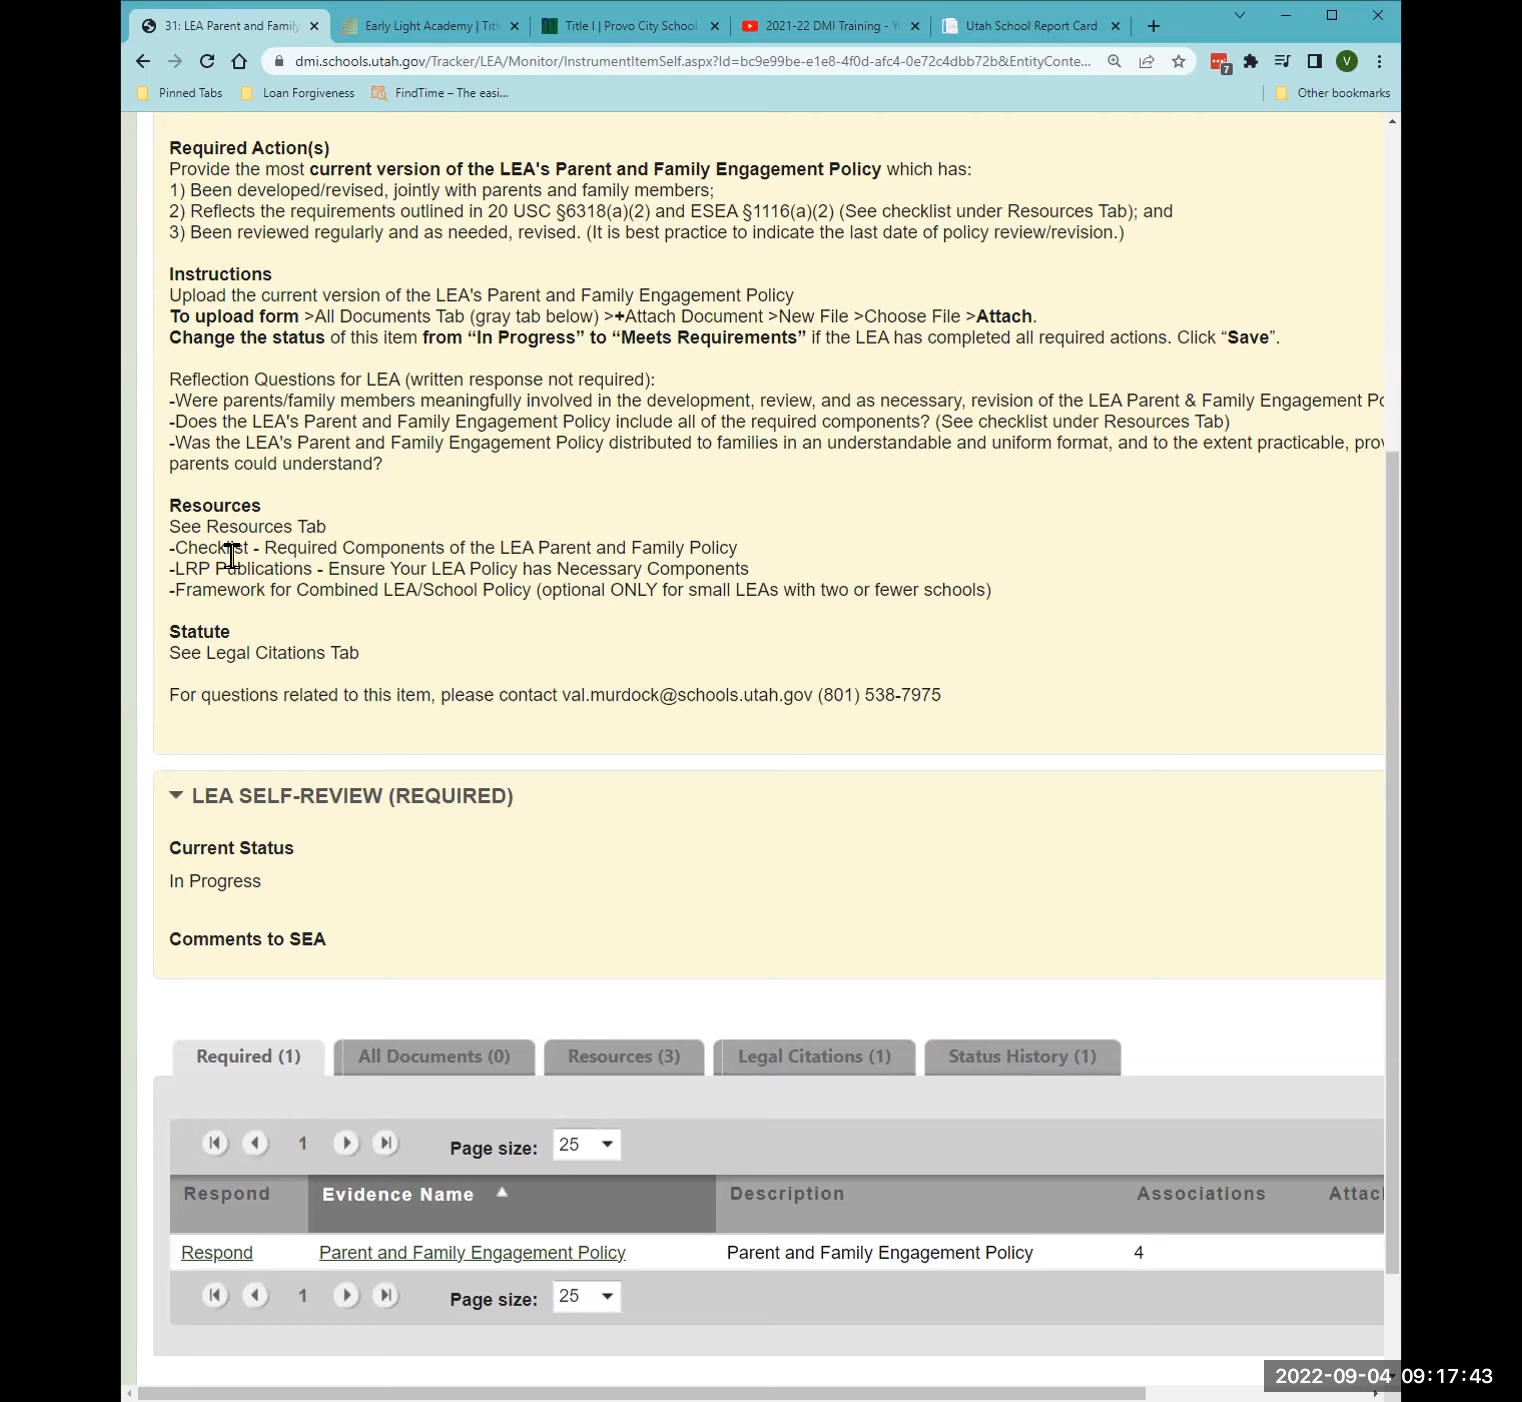 31: LEA Parent and Family
Early Light Academy | Titl
Title I | Provo City School
2021-22 DMI Training - Y
Utah School Report Card
dmi.schools.utah.gov/Tracker/LEA/Monitor/InstrumentItemSelf.aspx?Id=bc9e99be-e1e8-4f0d-afc4-0e72c4dbb72b&EntityConte...
7
V
Pinned Tabs
Loan Forgiveness
FindTime – The easi...
Other bookmarks
Required Action(s)
Provide the most current version of the LEA's Parent and Family Engagement Policy which has:
1) Been developed/revised, jointly with parents and family members;
2) Reflects the requirements outlined in 20 USC §6318(a)(2) and ESEA §1116(a)(2) (See checklist under Resources Tab); and
3) Been reviewed regularly and as needed, revised. (It is best practice to indicate the last date of policy review/revision.)
Instructions
Upload the current version of the LEA's Parent and Family Engagement Policy
To upload form >All Documents Tab (gray tab below) >+Attach Document >New File >Choose File >Attach.
Change the status of this item from “In Progress” to “Meets Requirements” if the LEA has completed all required actions. Click “Save”.
Reflection Questions for LEA (written response not required):
-Were parents/family members meaningfully involved in the development, review, and as necessary, revision of the LEA Parent & Family Engagement Po
-Does the LEA's Parent and Family Engagement Policy include all of the required components? (See checklist under Resources Tab)
-Was the LEA's Parent and Family Engagement Policy distributed to families in an understandable and uniform format, and to the extent practicable, prov
parents could understand?
Resources
See Resources Tab
-Checklist - Required Components of the LEA Parent and Family Policy
-LRP Publications - Ensure Your LEA Policy has Necessary Components
-Framework for Combined LEA/School Policy (optional ONLY for small LEAs with two or fewer schools)
Statute
See Legal Citations Tab
For questions related to this item, please contact val.murdock@schools.utah.gov (801) 538-7975
LEA SELF-REVIEW (REQUIRED)
Current Status
In Progress
Comments to SEA
Required (1)
All Documents (0)
Resources (3)
Legal Citations (1)
Status History (1)
1
Page size:
25
Respond
Evidence Name
Description
Associations
Attac
Respond
Parent and Family Engagement Policy
Parent and Family Engagement Policy
4
1
Page size:
25
2022-09-04 09:17:43